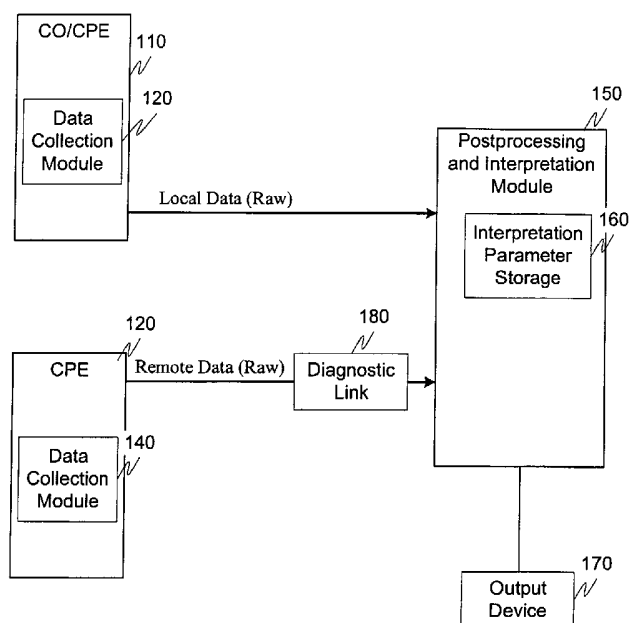 CO/CPE
110
120
Data
Collection
Module
Local Data (Raw)
150
Postprocessing
and Interpretation
Module
160
Interpretation
Parameter
Storage
120
CPE
Remote Data (Raw)
180
Diagnostic
Link
140
Data
Collection
Module
170
Output
Device